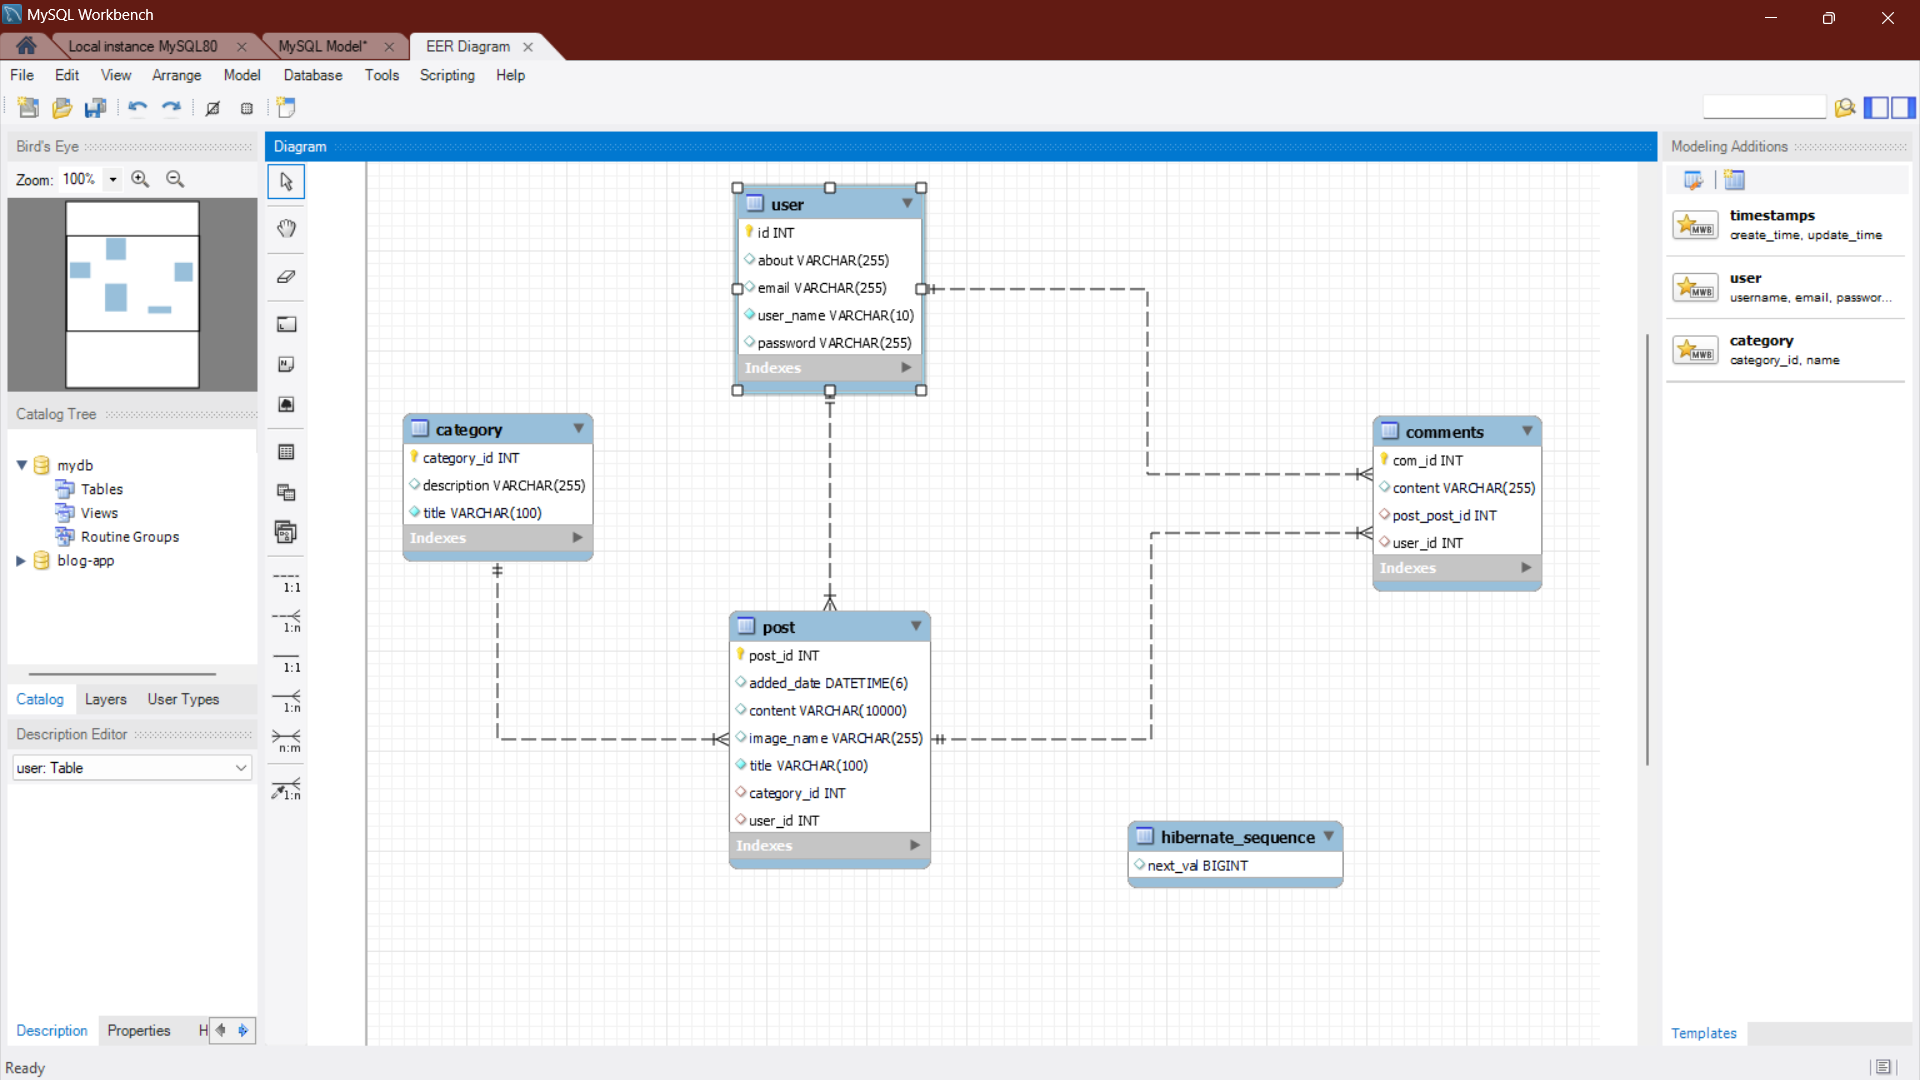 MySQL Workbench
Local instance MySQL80
MySQL Model*
EER Diagram
File Edit View Arrange Model Database Tools Scripting Help
Bird's Eye
Zoom: 100%
Catalog Tree
mydb
Tables
Views
Routine Groups
blog-app
Catalog Layers User Types
Description Editor
user: Table
Description Properties H
Ready
Diagram
1:1
1:n
1:1
1:n
n:m
1:n
user
id INT
about VARCHAR(255)
email VARCHAR(255)
user_name VARCHAR(10)
password VARCHAR(255)
Indexes
category
category_id INT
description VARCHAR(255)
title VARCHAR(100)
Indexes
comments
com_id INT
content VARCHAR(255)
post_post_id INT
user_id INT
Indexes
post
post_id INT
added_date DATETIME(6)
content VARCHAR(10000)
image_name VARCHAR(255)
title VARCHAR(100)
category_id INT
user_id INT
Indexes
hibernate_sequence
next_val BIGINT
Modeling Additions
MWB
timestamps
create_time, update_time
MWB
user
username, email, passwor...
MWB
category
category_id, name
Templates